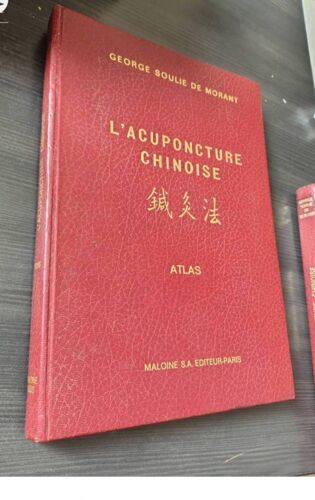 GEORGE SOULIE DE MORANT
L'ACUPONCTURE
CHINOISE
鍼灸法
ATLAS
MALOINE S.A. EDITEUR-PARIS